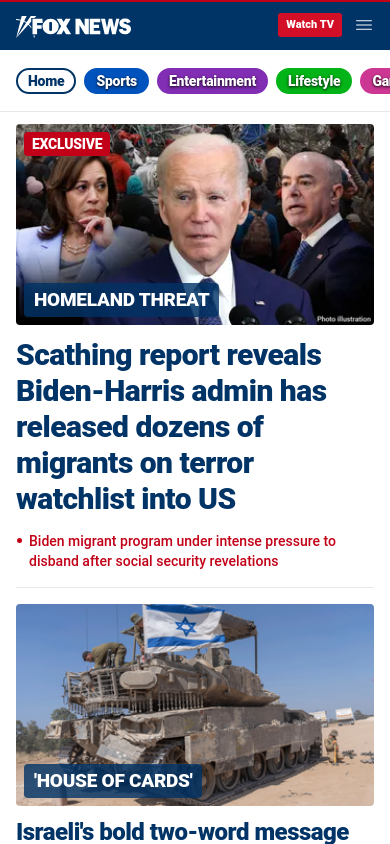 FOX NEWS
Watch TV
Home
Sports
Entertainment
Lifestyle
Ga
EXCLUSIVE
HOMELAND THREAT
Photo illustration
Scathing report reveals
Biden-Harris admin has
released dozens of
migrants on terror
watchlist into US
• Biden migrant program under intense pressure to
disband after social security revelations
'HOUSE OF CARDS'
Israeli's bold two-word message